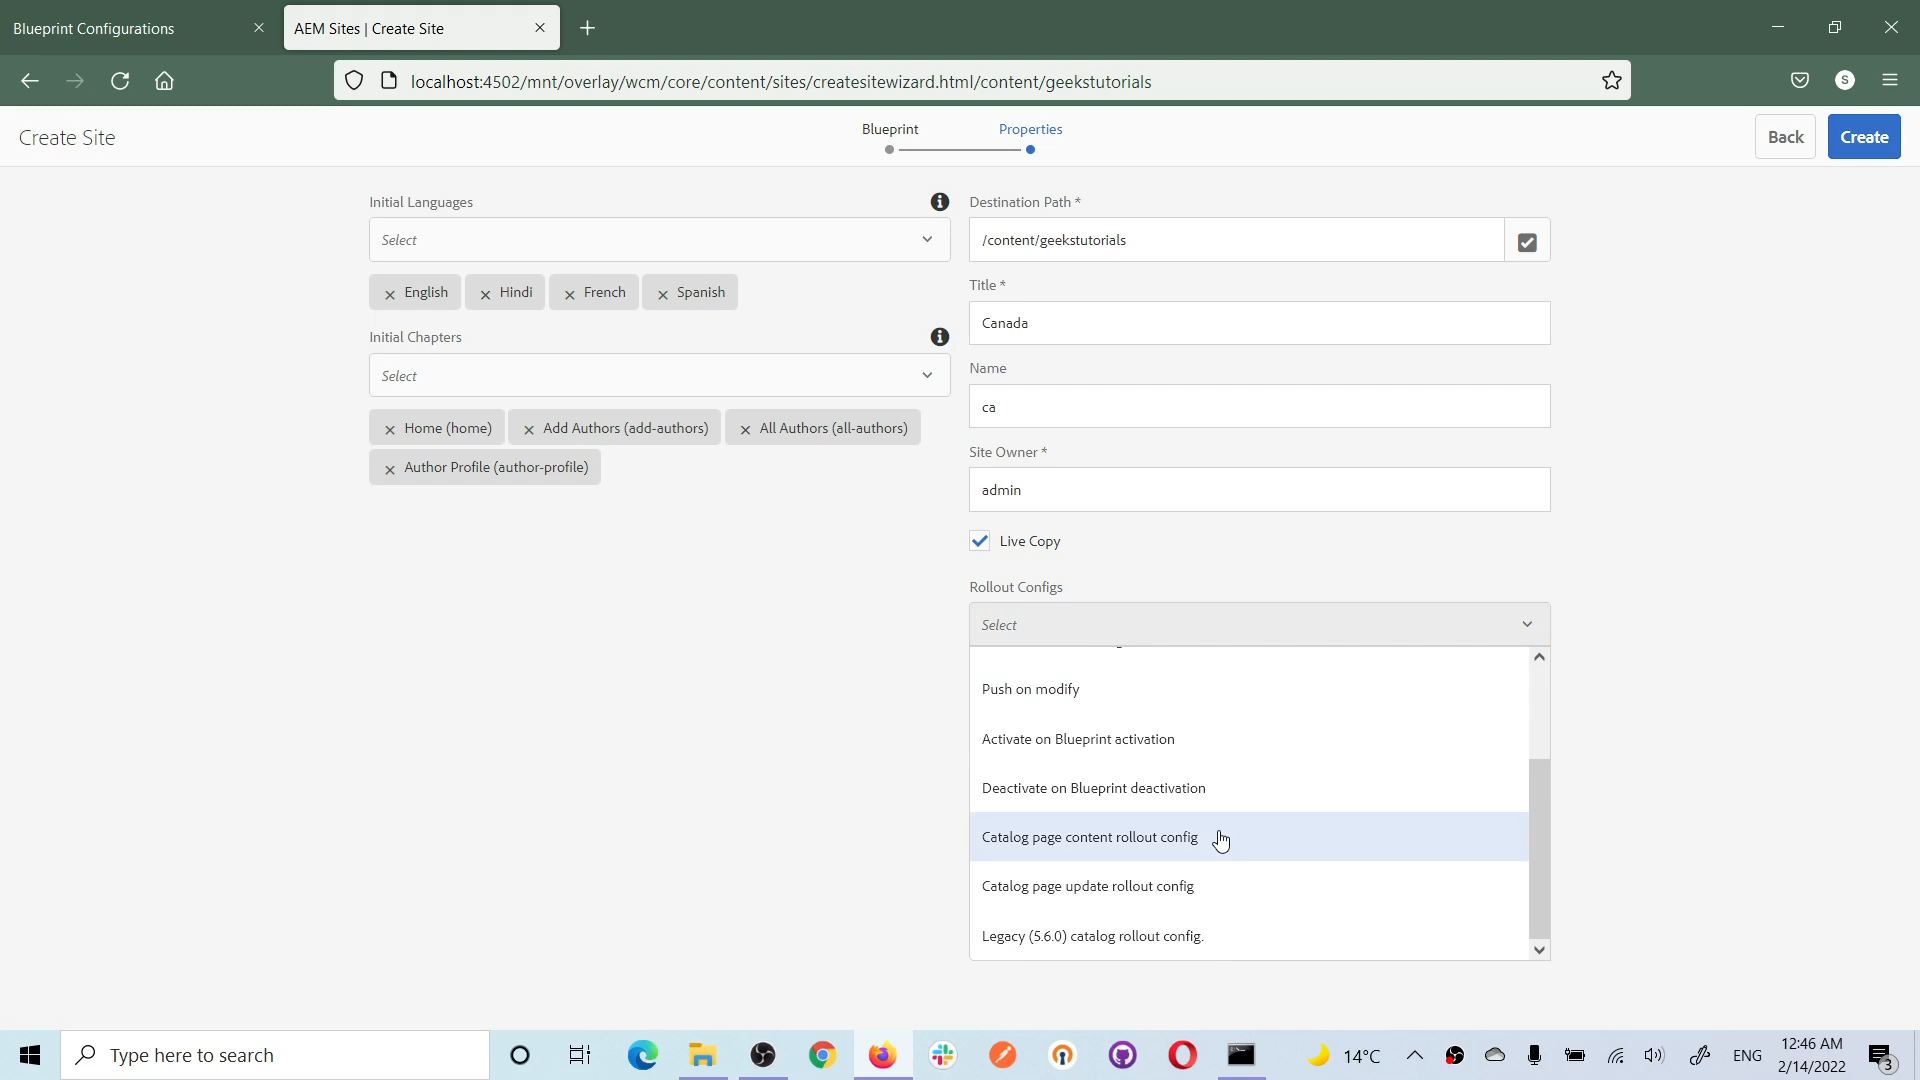 Blueprint Configurations
AEM Sites | Create Site
localhost:4502/mnt/overlay/wcm/core/content/sites/createsitewizard.html/content/geekstutorials
S
Create Site
Blueprint
Properties
Back
Create
Initial Languages
Select
English
Hindi
French
Spanish
Initial Chapters
Select
Home (home)
Add Authors (add-authors)
All Authors (all-authors)
Author Profile (author-profile)
Destination Path *
/content/geekstutorials
Title *
Canada
Name
ca
Site Owner *
admin
Live Copy
Rollout Configs
Select
Push on modify
Activate on Blueprint activation
Deactivate on Blueprint deactivation
Catalog page content rollout config
Catalog page update rollout config
Legacy (5.6.0) catalog rollout config.
Type here to search
14°C
ENG
12:46 AM
2/14/2022
3